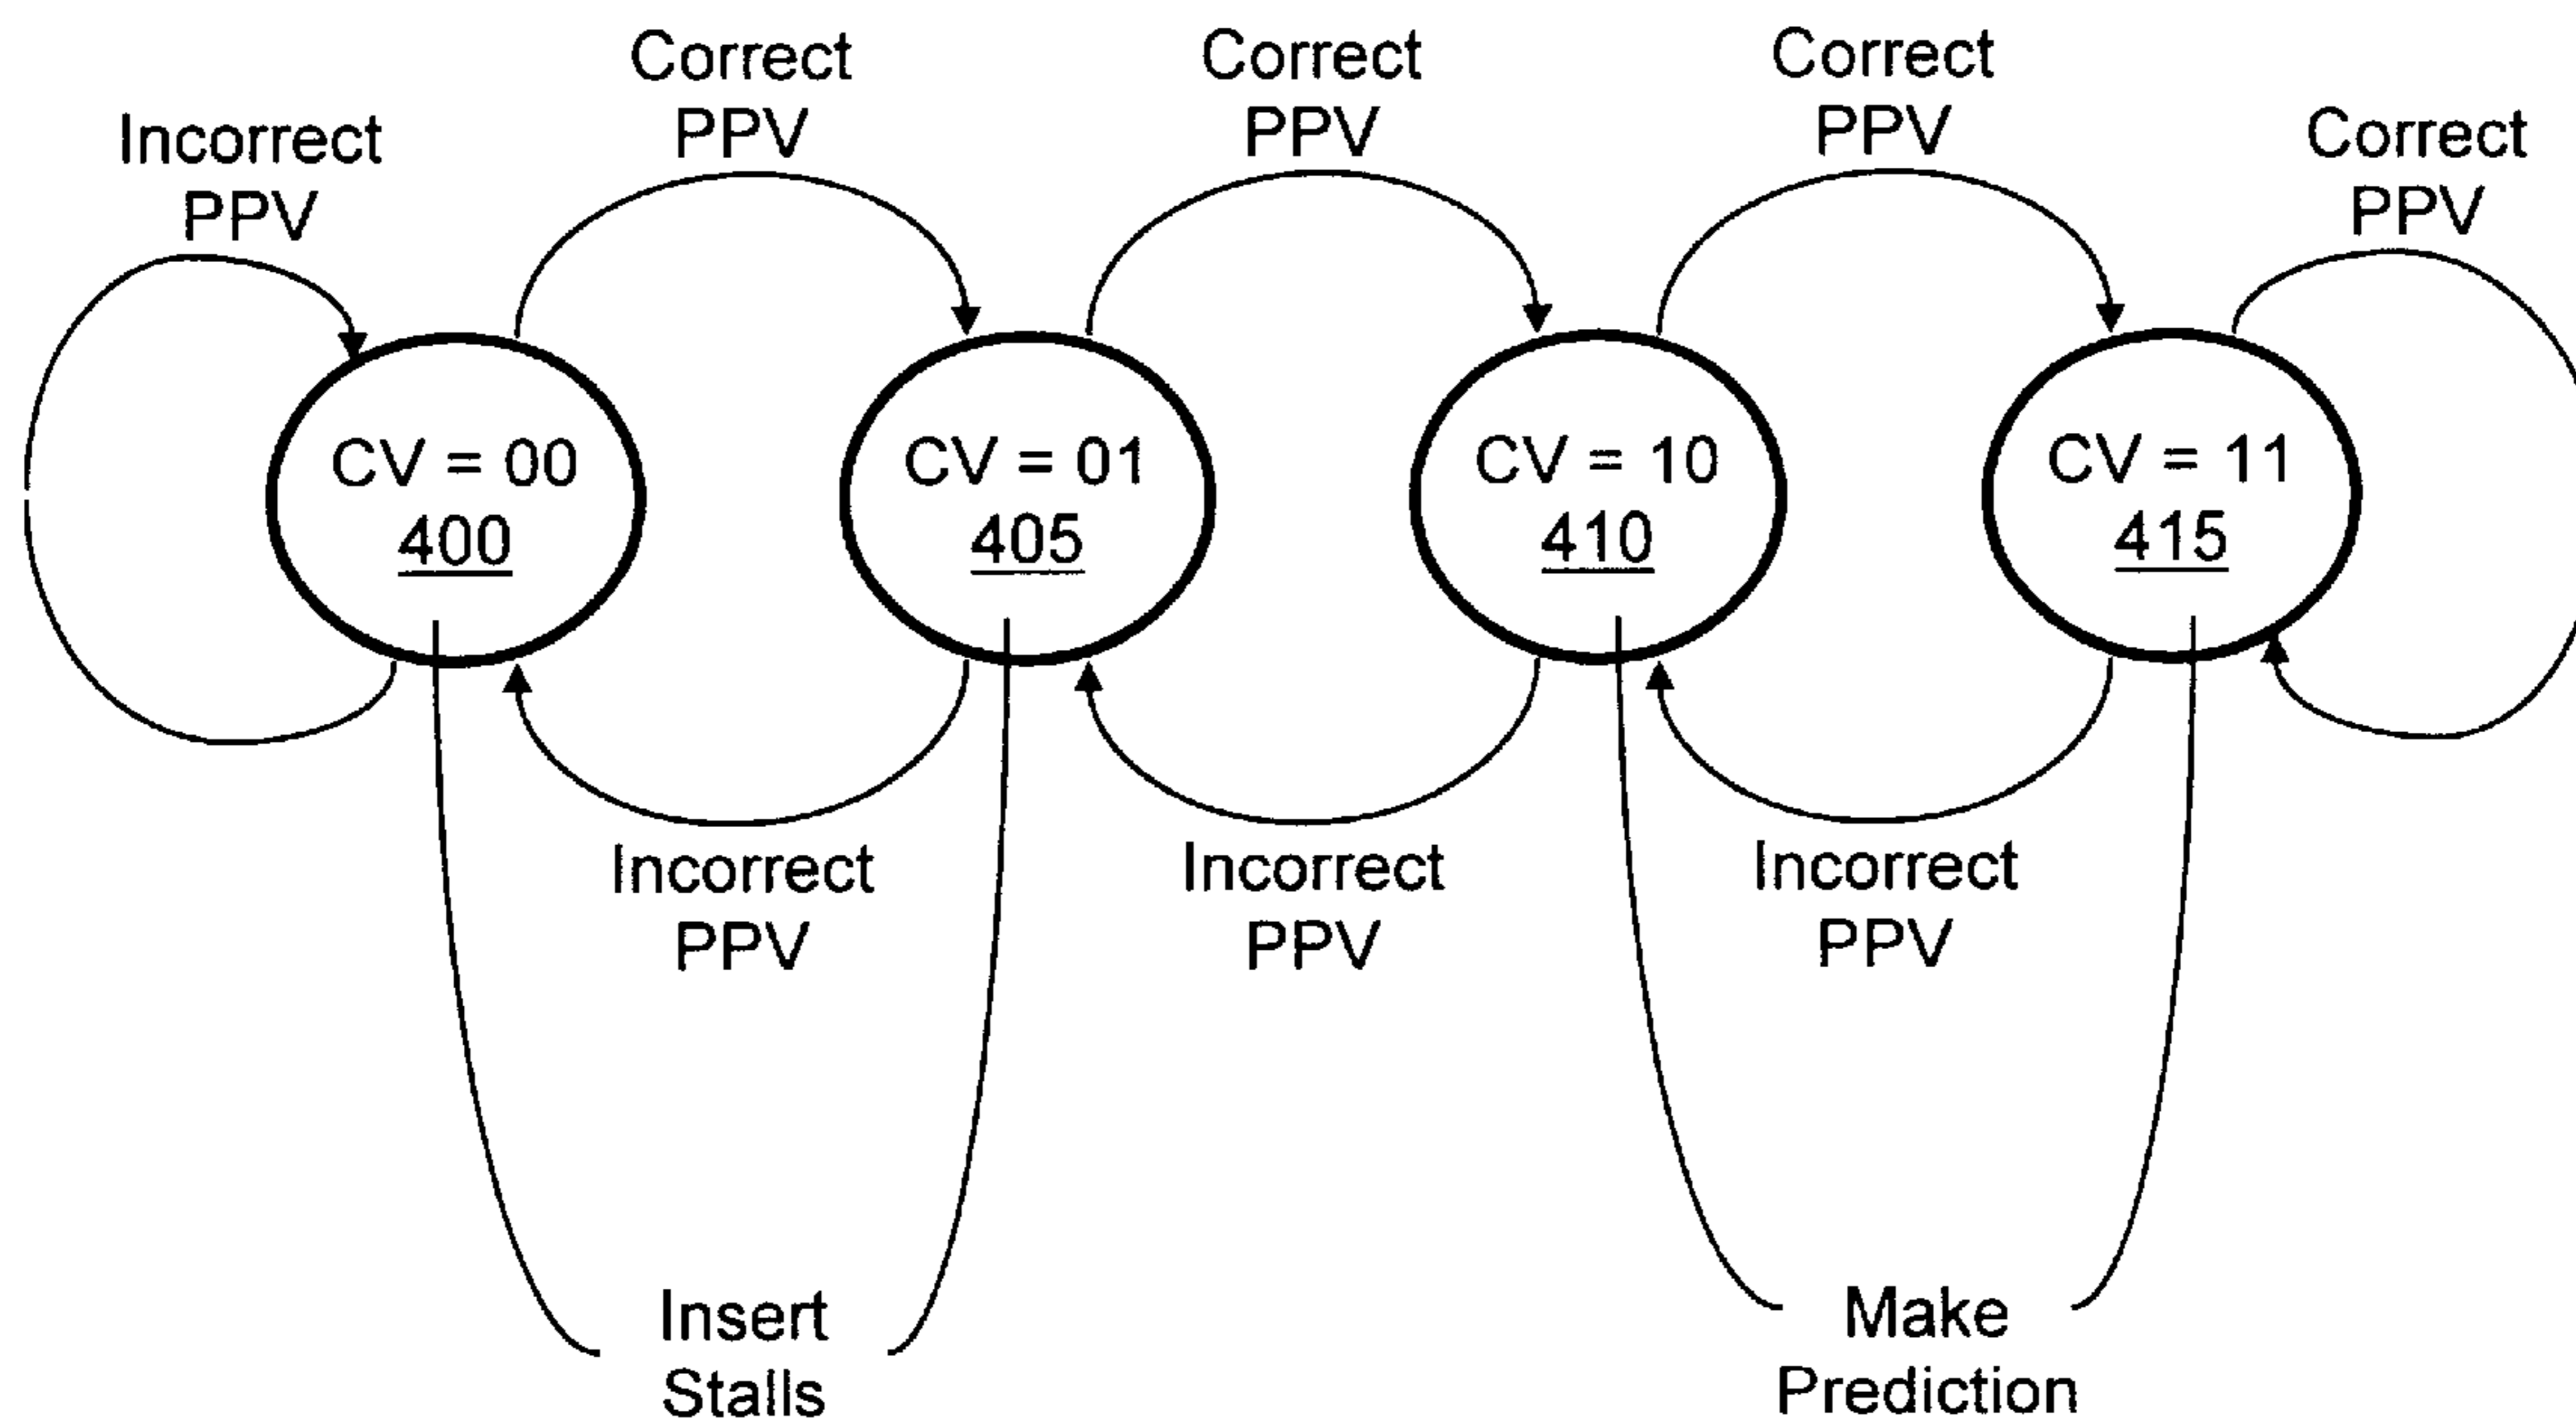 Incorrect
PPV
Correct
PPV
Correct
PPV
Correct
PPV
Correct
PPV
CV = 00
400
CV = 01
405
CV = 10
410
CV = 11
415
Incorrect
PPV
Incorrect
PPV
Incorrect
PPV
Insert
Stalls
Make
Prediction